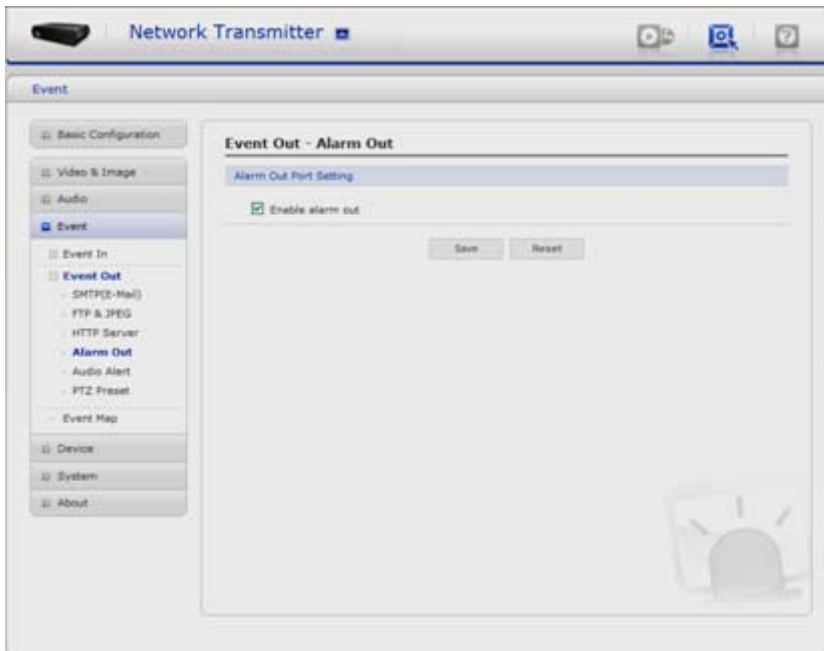 Network Transmitter
Event
Basic Configuration
Video & Image
Audio
Event
Event In
Event Out
SMTP(E-Mail)
FTP & JPEG
HTTP Server
Alarm Out
Audio Alert
PTZ Preset
Event Map
Device
System
About
Event Out - Alarm Out
Alarm Out Port Setting
Enable alarm out
Save Reset